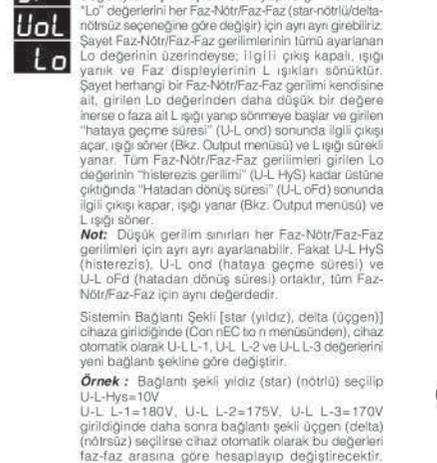 "Lo" değerlerini her Faz-Nötr/Faz-Faz (star-nötrlü/delta-
VoL
nötrsüz seçeneğine göre değişir) için ayrı ayrı girebiliriz.
Şayet Faz-Nötr/Faz-Faz gerilimlerinin tümü ayarlanan
Lo
Lo değerinin üzerindeyse; ilgili çıkış kapalı, ışığı
yanık ve Faz displeylerinin L ışıkları sönüktür.
Şayet herhangi bir Faz-Nötr/Faz-Faz gerilimi kendisine
ait, girilen Lo değerinden daha düşük bir değere
inerse o faza ait L ışığı yanıp sönmeye başlar ve girilen
"hataya geçme süresi" (U-L ond) sonunda ilgili çıkışı
açar, ışığı söner (Bkz. Output menüsü) ve L ışığı sürekli
yanar. Tüm Faz-Nötr/Faz-Faz gerilimleri girilen Lo
değerinin "histerezis gerilimi" (U-L HyS) kadar üstüne
çıktığında "Hatadan dönüş süresi" (U-L oFd) sonunda
ilgili çıkışı kapar, ışığı yanar (Bkz. Output menüsü) ve
L ışığı söner.
Not: Düşük gerilim sınırları her Faz-Nötr/Faz-Faz
gerilimleri için ayrı ayrı ayarlanabilir. Fakat U-L HyS
(histerezis), U-L ond (hataya geçme süresi) ve
U-L oFd (hatadan dönüş süresi) ortaktır, tüm Faz-
Nötr/Faz-Faz için aynı değerdedir.
Sistemin Bağlantı Şekli [star (yıldız), delta (üçgen)]
cihaza girildiğinde (Con nEC tıo n menüsünden), cihaz
otomatik olarak U-L L-1, U-L L-2 ve U-L L-3 değerlerini
yeni bağlantı şekline göre değiştirir.
Örnek : Bağlantı şekli yıldız (star) (nötrlü) seçilip
U-L-Hys=10V
U-L L-1=180V, U-L L-2=175V, U-L L-3=170V
girildiğinde daha sonra bağlantı şekli üçgen (delta)
(nötrsüz) seçilirse cihaz otomatik olarak bu değerleri
faz-faz arasına göre hesaplayıp değiştirecektir.